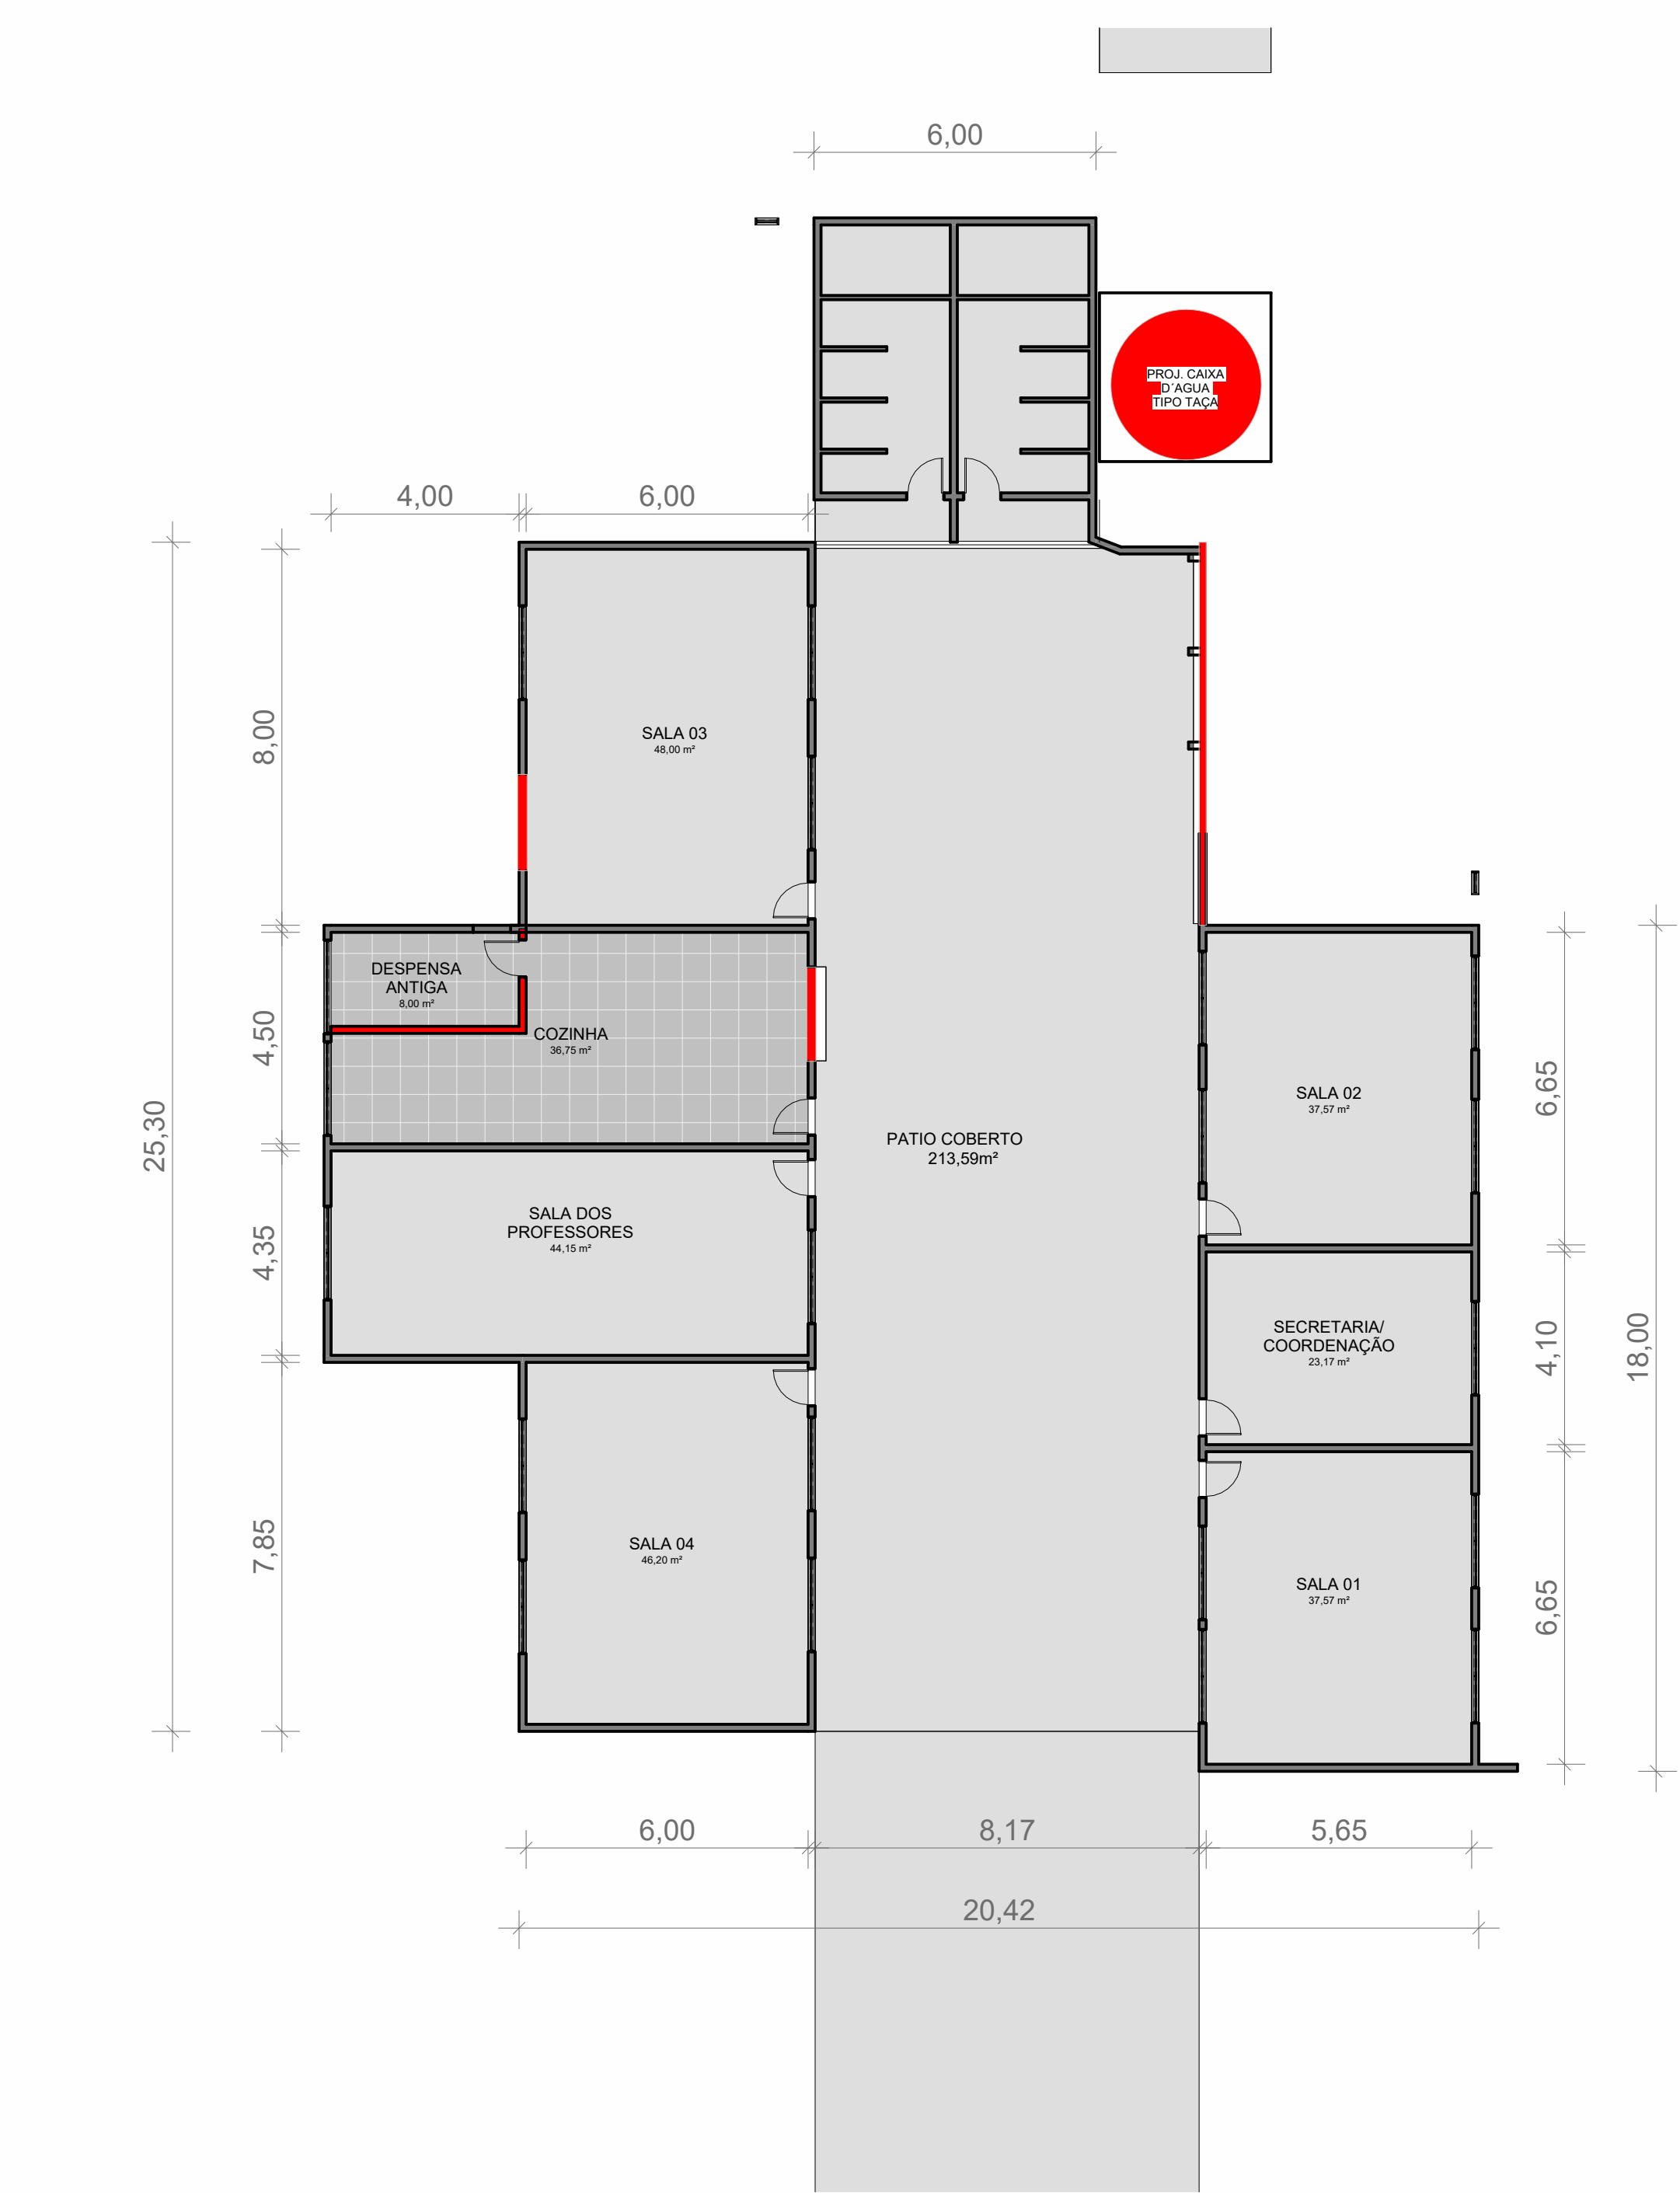 6,00
PROJ. CAIXA
D´AGUA
TIPO TAÇA
4,00
6,00
8,00
SALA 03
48,00 m²
DESPENSA
ANTIGA
8,00 m²
COZINHA
36,75 m²
4,50
25,30
PATIO COBERTO
213,59m²
SALA 02
37,57 m²
6,65
SALA DOS
PROFESSORES
44,15 m²
4,35
SECRETARIA/
COORDENAÇÃO
23,17 m²
4,10
18,00
SALA 04
46,20 m²
7,85
SALA 01
37,57 m²
6,65
6,00
8,17
5,65
20,42